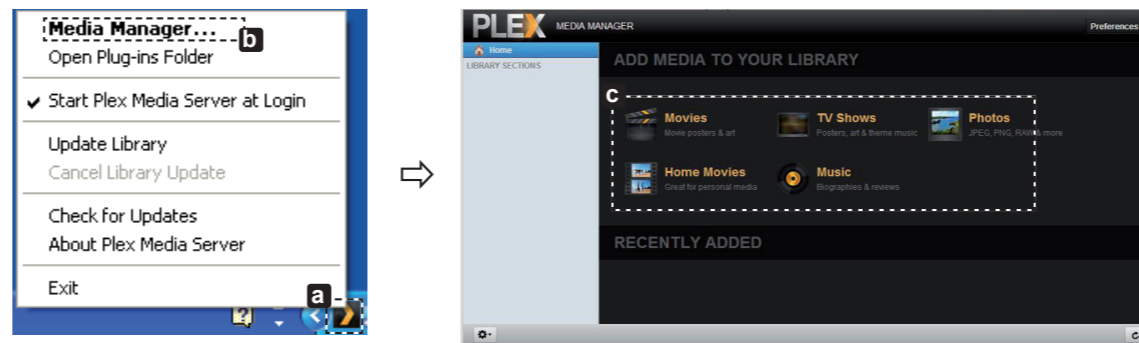 Media Manager...
b
Open Plug-ins Folder
✔ Start Plex Media Server at Login
Update Library
Cancel Library Update
Check for Updates
About Plex Media Server
Exit
a
PLEX MEDIA MANAGER
Preferences
Home
LIBRARY SECTIONS
ADD MEDIA TO YOUR LIBRARY
c
Movies
Movie posters & art
TV Shows
Posters, art & theme music
Photos
JPEG, PNG, RAW & more
Home Movies
Great for personal media
Music
Biographies & reviews
RECENTLY ADDED